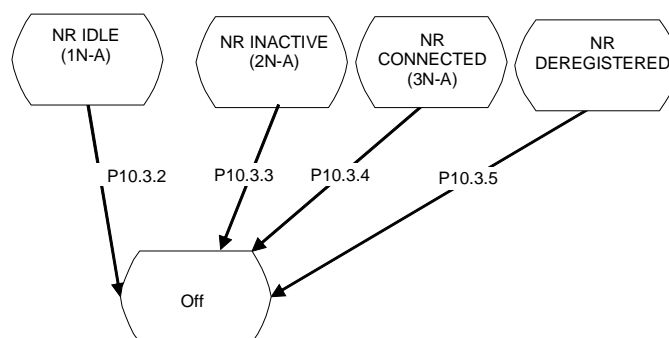 NR IDLE
(1N-A)
NR INACTIVE
(2N-A)
NR
CONNECTED
(3N-A)
NR
DEREGISTERED
P10.3.2
P10.3.3
P10.3.4
P10.3.5
Off